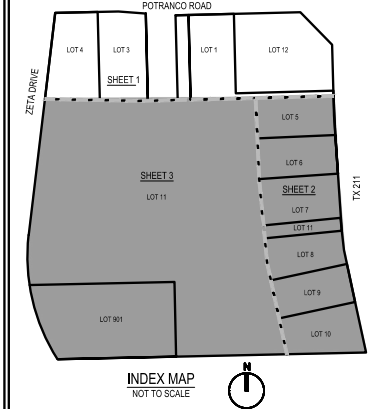 POTRANCO ROAD
LOT 4
LOT 3
LOT 1
LOT 12
SHEET 1
ZETA DRIVE
LOT 5
LOT 6
SHEET 3
LOT 11
SHEET 2
TX 211
LOT 7
LOT 11
LOT 8
LOT 9
LOT 901
LOT 10
INDEX MAP
NOT TO SCALE
N